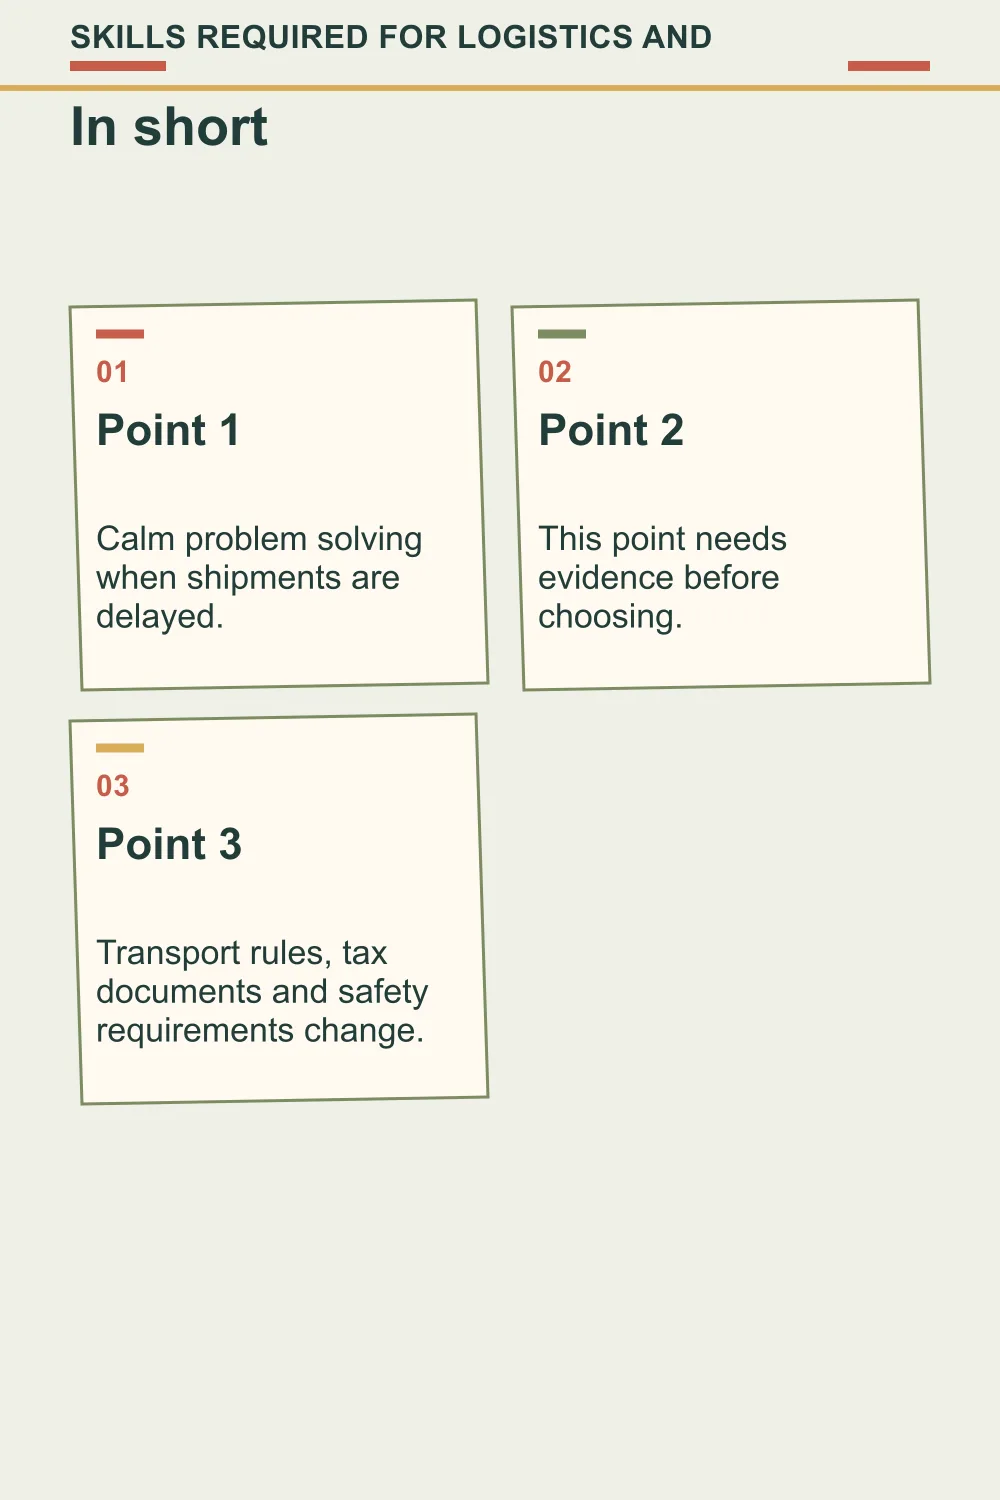 SKILLS REQUIRED FOR LOGISTICS AND
In short
01
Point 1
Calm problem solving
when shipments are
delayed.
02
Point 2
This point needs
evidence before
choosing.
03
Point 3
Transport rules, tax
documents and safety
requirements change.